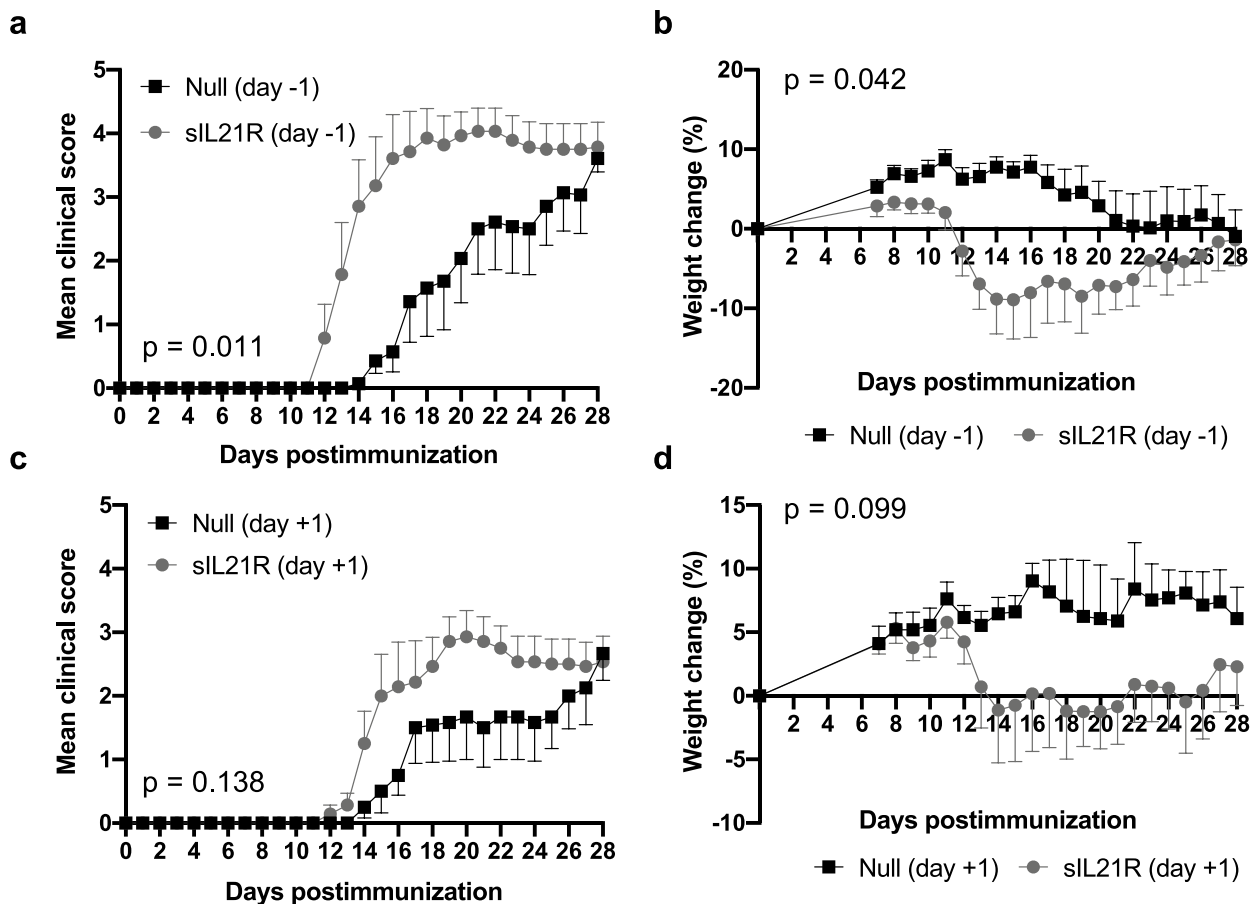 a
Null (day -1)
sIL21R (day -1)
Mean clinical score
5
4
3
2
1
0
p = 0.011
0 2 4 6 8 10 12 14 16 18 20 22 24 26 28
Days postimmunization
b
p = 0.042
Weight change (%)
20
10
0
-10
-20
2 4 6 8 10 12 14 16 18 20 22 24 26 28
Days postimmunization
Null (day -1) sIL21R (day -1)
c
Null (day +1)
sIL21R (day +1)
Mean clinical score
5
4
3
2
1
0
p = 0.138
0 2 4 6 8 10 12 14 16 18 20 22 24 26 28
Days postimmunization
d
p = 0.099
Weight change (%)
15
10
5
0
-5
-10
2 4 6 8 10 12 14 16 18 20 22 24 26 28
Days postimmunization
Null (day +1) sIL21R (day +1)